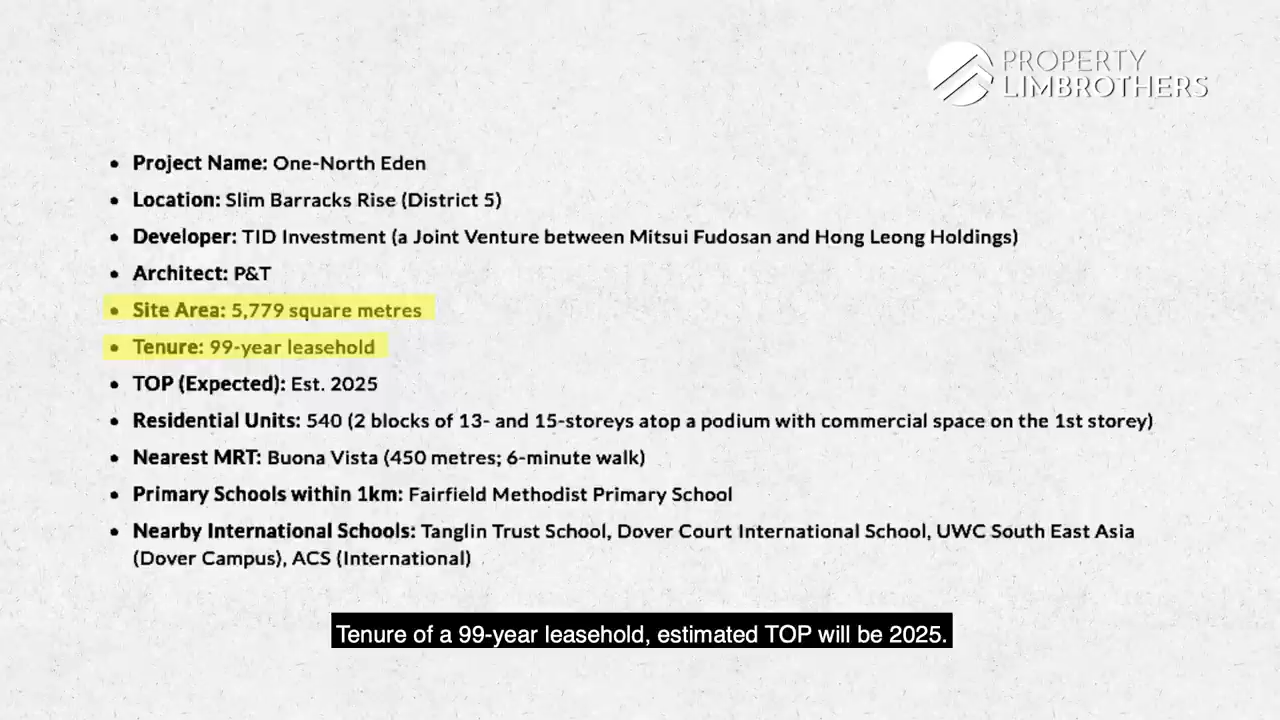 PROPERTY
LIMBROTHERS
• Project Name: One-North Eden
• Location: Slim Barracks Rise (District 5)
• Developer: TID Investment (a Joint Venture between Mitsui Fudosan and Hong Leong Holdings)
• Architect: P&T
• Site Area: 5,779 square metres
• Tenure: 99-year leasehold
• TOP (Expected): Est. 2025
• Residential Units: 540 (2 blocks of 13- and 15-storeys atop a podium with commercial space on the 1st storey)
• Nearest MRT: Buona Vista (450 metres; 6-minute walk)
• Primary Schools within 1km: Fairfield Methodist Primary School
• Nearby International Schools: Tanglin Trust School, Dover Court International School, UWC South East Asia
(Dover Campus), ACS (International)
Tenure of a 99-year leasehold, estimated TOP will be 2025.